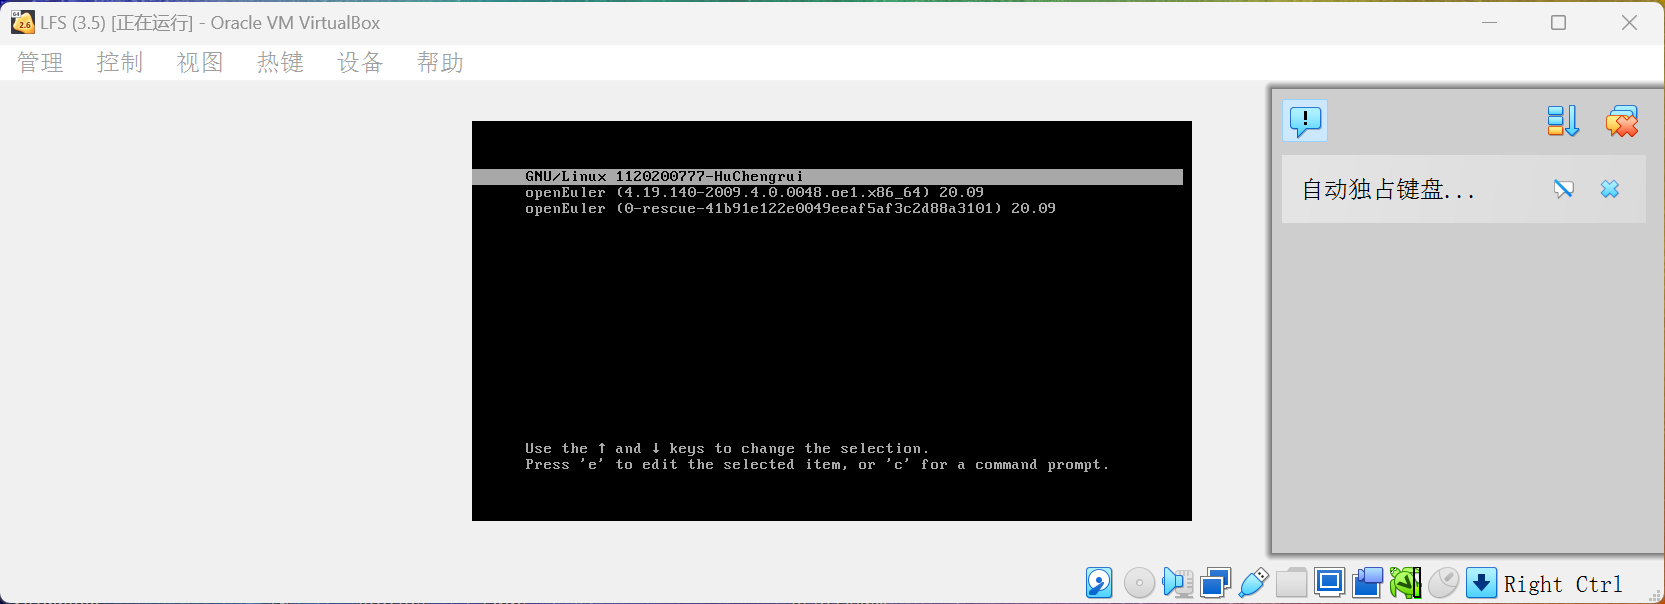 LFS (3.5) [正在运行] - Oracle VM VirtualBox
管理 控制 视图 热键 设备 帮助
自动独占键盘...
GNU/Linux 1120200777-HuChengrui
openEuler (4.19.140-2009.4.0.0048.oe1.x86_64) 20.09
openEuler (0-rescue-41b91e122e0049eeaf5af3c2d88a3101) 20.09
Use the ↑ and ↓ keys to change the selection.
Press 'e' to edit the selected item, or 'c' for a command prompt.
Right Ctrl